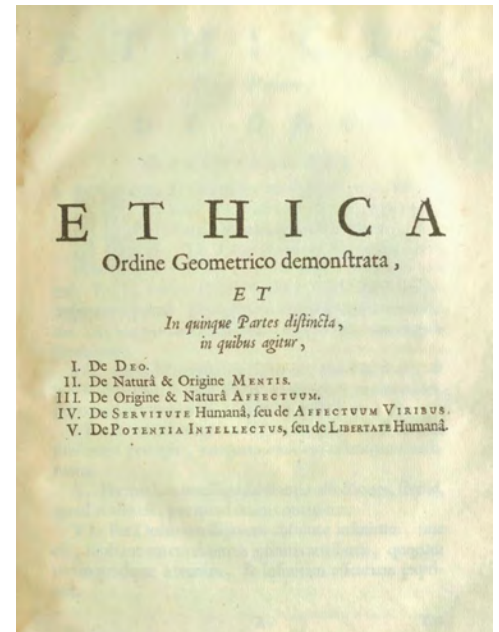 ETHICA
Ordine Geometrico demonſtrata,
ET
In quinque Partes diſtincta,
in quibus agitur,
I. De DEO.
II. De Naturâ & Origine MENTIS.
III. De Origine & Naturâ AFFECTUUM.
IV. De SERVITUTE Humanâ, ſeu de AFFECTUUM VIRIBUS.
V. De POTENTIA INTELLECTUS, ſeu de LIBERTATE Humanâ.